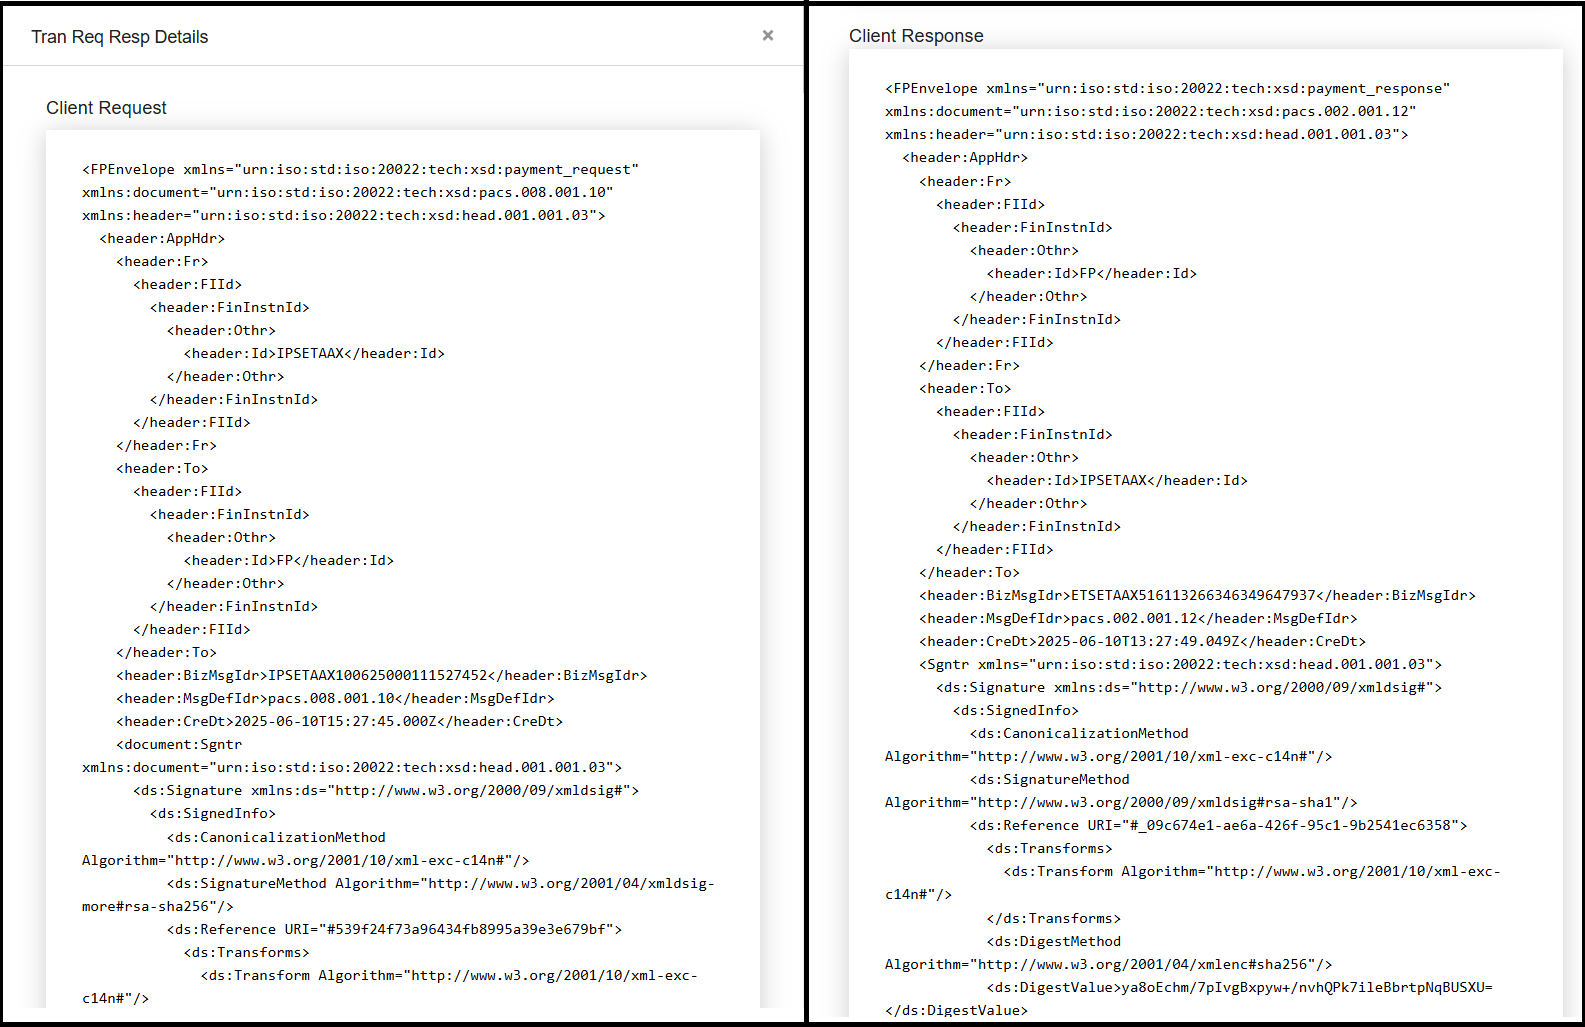 Tran Req Resp Details
×
Client Request
<FPEnvelope xmlns="urn:iso:std:iso:20022:tech:xsd:payment_request"
xmlns:document="urn:iso:std:iso:20022:tech:xsd:pacs.008.001.10"
xmlns:header="urn:iso:std:iso:20022:tech:xsd:head.001.001.03">
<header:AppHdr>
<header:Fr>
<header:FIId>
<header:FinInstnId>
<header:Othr>
<header:Id>IPSETAAX</header:Id>
</header:Othr>
</header:FinInstnId>
</header:FIId>
</header:Fr>
<header:To>
<header:FIId>
<header:FinInstnId>
<header:Othr>
<header:Id>FP</header:Id>
</header:Othr>
</header:FinInstnId>
</header:FIId>
</header:To>
<header:BizMsgIdr>IPSETAAX100625000111527452</header:BizMsgIdr>
<header:MsgDefIdr>pacs.008.001.10</header:MsgDefIdr>
<header:CreDt>2025-06-10T15:27:45.000Z</header:CreDt>
<document:Sgntr
xmlns:document="urn:iso:std:iso:20022:tech:xsd:head.001.001.03">
<ds:Signature xmlns:ds="http://www.w3.org/2000/09/xmldsig#">
<ds:SignedInfo>
<ds:CanonicalizationMethod
Algorithm="http://www.w3.org/2001/10/xml-exc-c14n#"/>
<ds:SignatureMethod Algorithm="http://www.w3.org/2001/04/xmldsig-
more#rsa-sha256"/>
<ds:Reference URI="#539f24f73a96434fb8995a39e3e679bf">
<ds:Transforms>
<ds:Transform Algorithm="http://www.w3.org/2001/10/xml-exc-
c14n#"/>
Client Response
<FPEnvelope xmlns="urn:iso:std:iso:20022:tech:xsd:payment_response"
xmlns:document="urn:iso:std:iso:20022:tech:xsd:pacs.002.001.12"
xmlns:header="urn:iso:std:iso:20022:tech:xsd:head.001.001.03">
<header:AppHdr>
<header:Fr>
<header:FIId>
<header:FinInstnId>
<header:Othr>
<header:Id>FP</header:Id>
</header:Othr>
</header:FinInstnId>
</header:FIId>
</header:Fr>
<header:To>
<header:FIId>
<header:FinInstnId>
<header:Othr>
<header:Id>IPSETAAX</header:Id>
</header:Othr>
</header:FinInstnId>
</header:FIId>
</header:To>
<header:BizMsgIdr>ETSETAAX516113266346349647937</header:BizMsgIdr>
<header:MsgDefIdr>pacs.002.001.12</header:MsgDefIdr>
<header:CreDt>2025-06-10T13:27:49.049Z</header:CreDt>
<Sgntr xmlns="urn:iso:std:iso:20022:tech:xsd:head.001.001.03">
<ds:Signature xmlns:ds="http://www.w3.org/2000/09/xmldsig#">
<ds:SignedInfo>
<ds:CanonicalizationMethod
Algorithm="http://www.w3.org/2001/10/xml-exc-c14n#"/>
<ds:SignatureMethod
Algorithm="http://www.w3.org/2000/09/xmldsig#rsa-sha1"/>
<ds:Reference URI="#_09c674e1-ae6a-426f-95c1-9b2541ec6358">
<ds:Transforms>
<ds:Transform Algorithm="http://www.w3.org/2001/10/xml-exc-
c14n#"/>
</ds:Transforms>
<ds:DigestMethod
Algorithm="http://www.w3.org/2001/04/xmlenc#sha256"/>
<ds:DigestValue>ya8oEchm/7pIvgBxpyw+/nvhQPk7ileBbrtpNqBUSXU=
</ds:DigestValue>